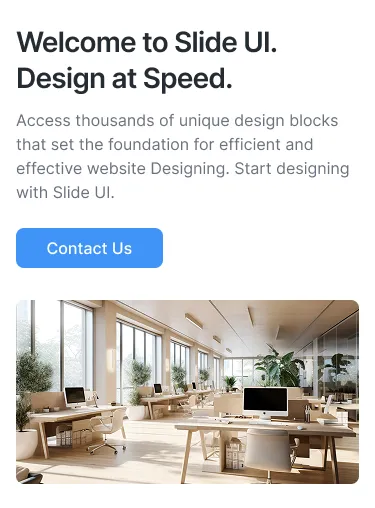 Welcome to Slide UI.
Design at Speed.
Access thousands of unique design blocks
that set the foundation for efficient and
effective website Designing. Start designing
with Slide UI.
Contact Us